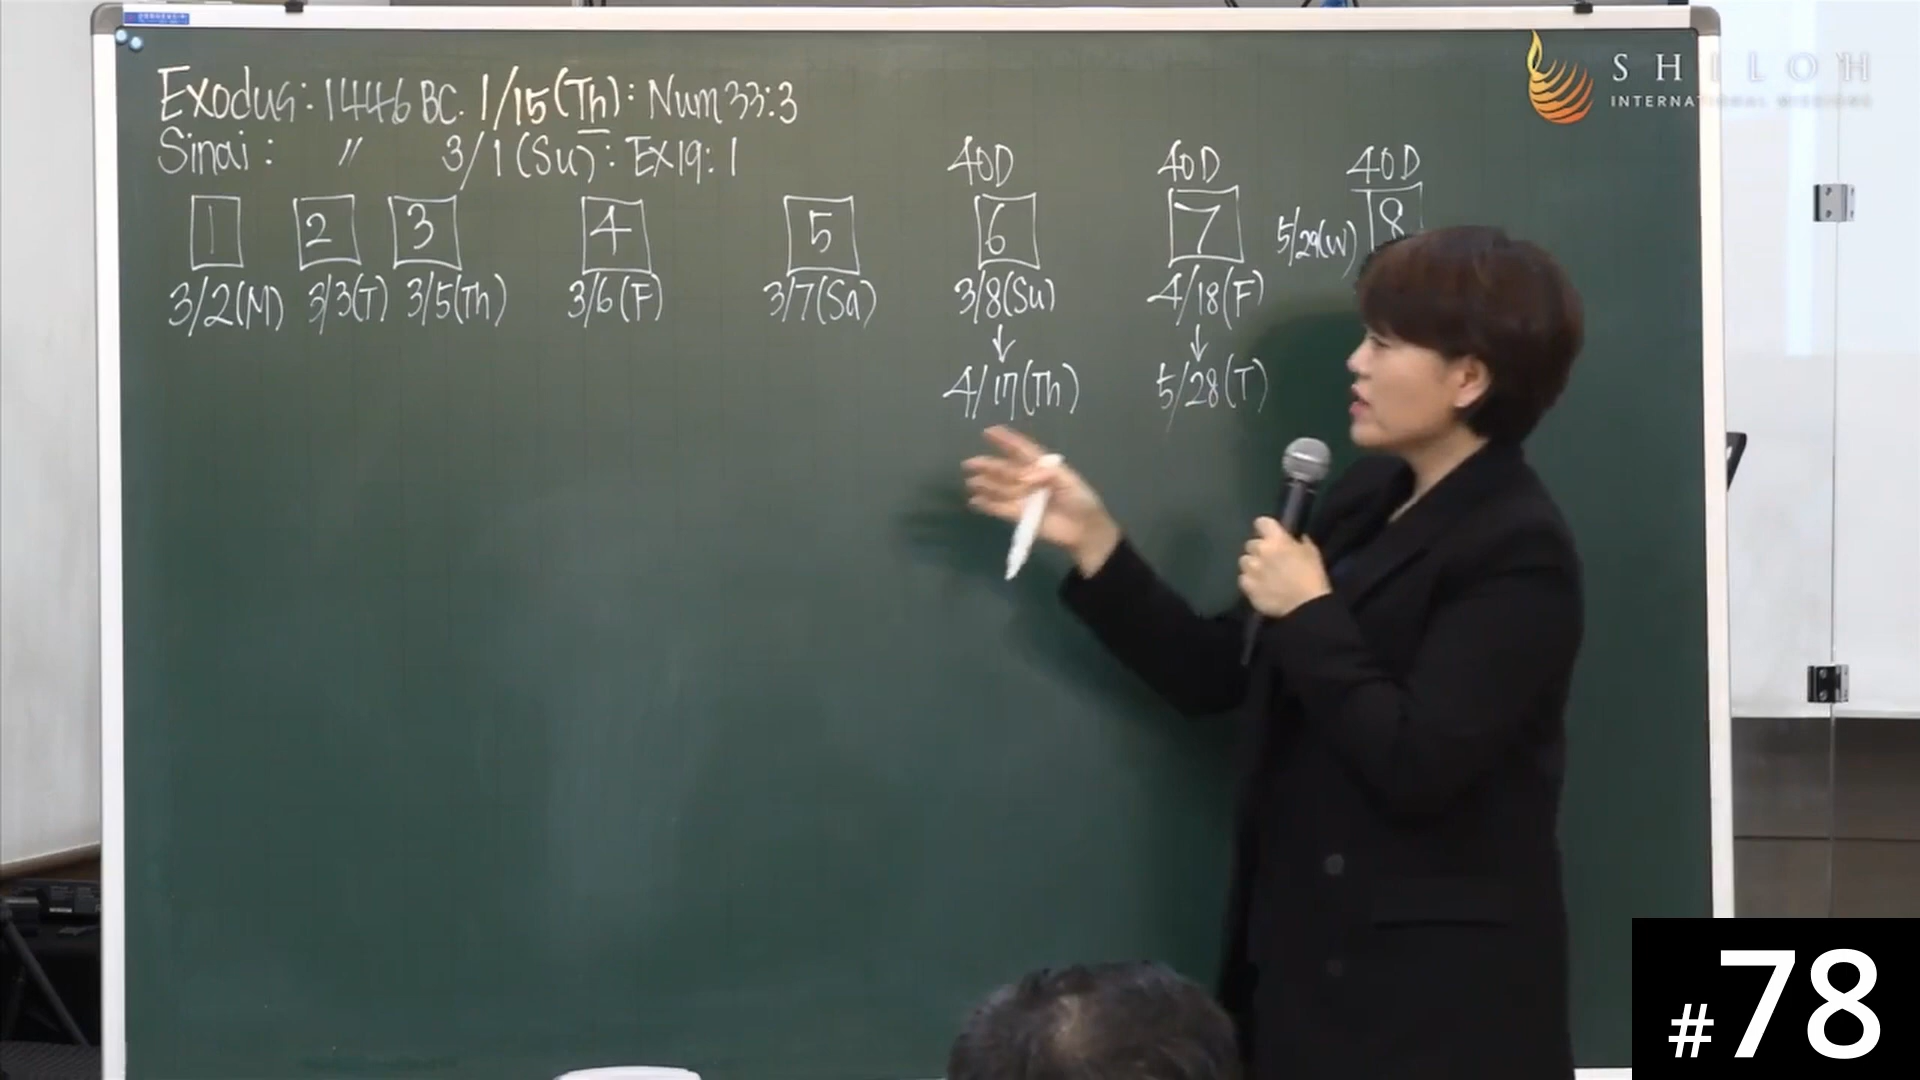 Exodus: 1446 BC. 1/15(Th): Num 33:3
Sinai: 〃 3/1(Su): EX19:1
40D 40D 40D
1 2 3 4 5 6 7 5/29(W) 8
3/2(M) 3/3(T) 3/5(Th) 3/6(F) 3/7(Sa) 3/8(Su) 4/18(F)
↓ ↓
4/17(Th) 5/28(T)
SHILOH
INTERNATIONAL MISSIONS
#78